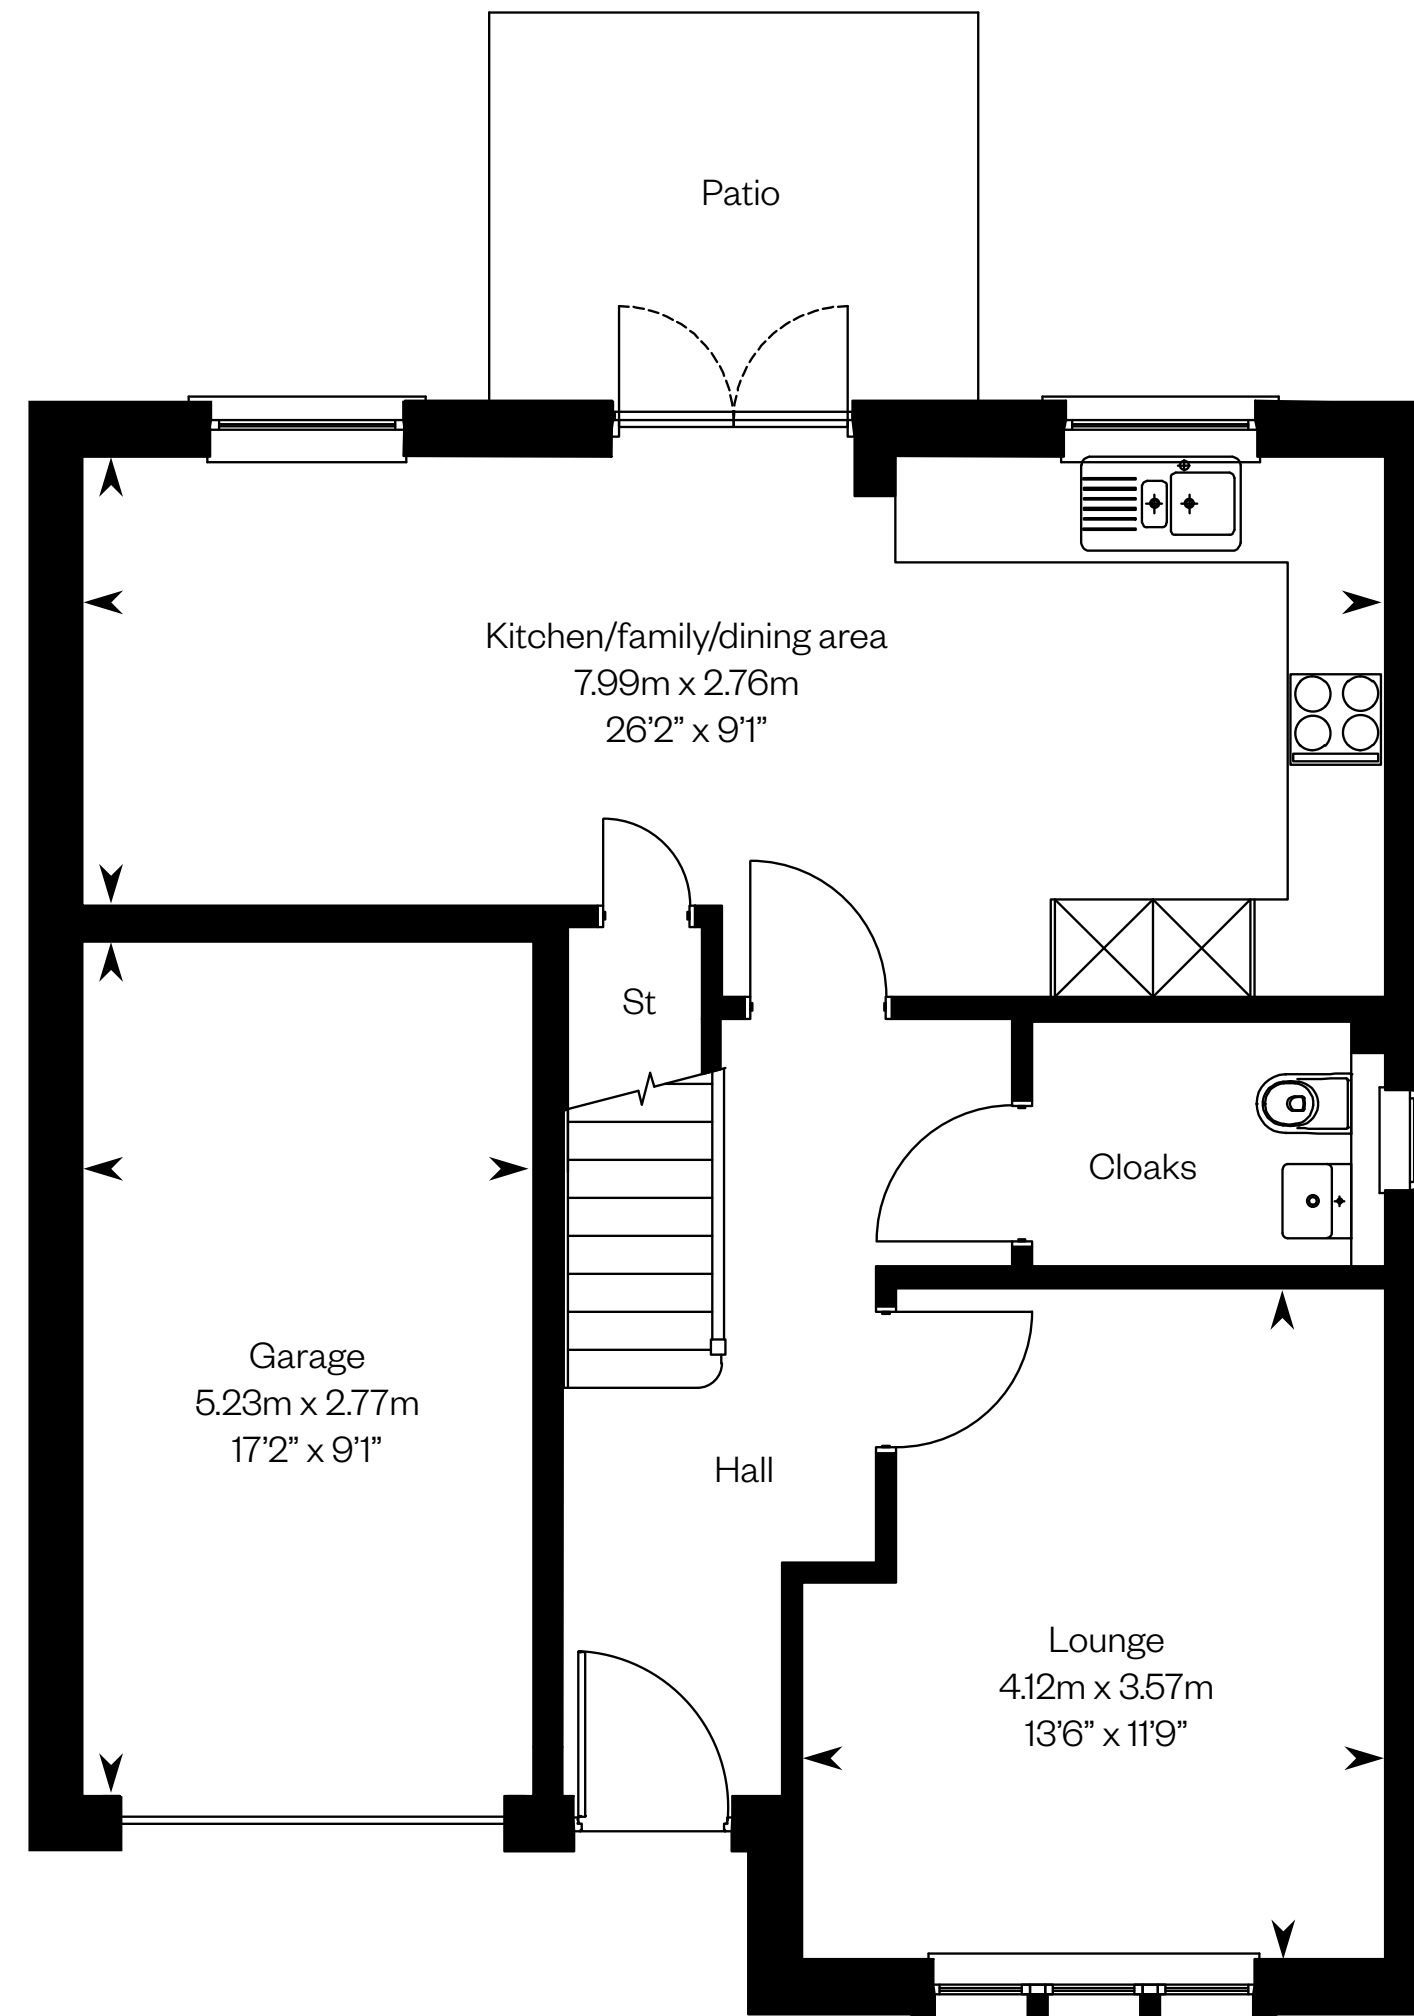 Patio
Kitchen/family/dining area
7.99m x 2.76m
26’2” x 9’1”
St
Cloaks
Garage
5.23m x 2.77m
17’2” x 9’1”
Hall
Lounge
4.12m x 3.57m
13’6” x 11’9”